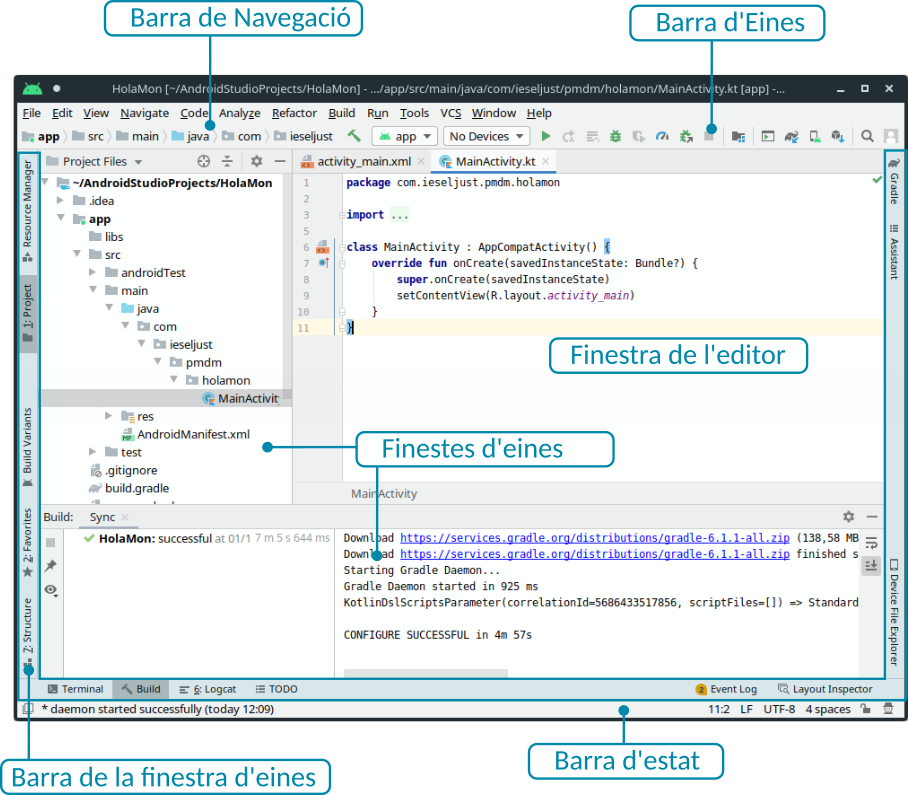 Barra de Navegació
Barra d'Eines
HolaMon [~/AndroidStudioProjects/HolaMon] - .../app/src/main/java/com/ieseljust/pmdm/holamon/MainActivity.kt [app] -...
File Edit View Navigate Code Analyze Refactor Build Run Tools VCS Window Help
app src main java com ieseljust app No Devices
Project Files
activity_main.xml MainActivity.kt
Resource Manager
1: Project
Build Variants
2: Favorites
7: Structure
~/AndroidStudioProjects/HolaMon
.idea
app
libs
src
androidTest
main
java
com
ieseljust
pmdm
holamon
MainActivit
res
AndroidManifest.xml
test
.gitignore
build.gradle
1 package com.ieseljust.pmdm.holamon
2
3 import ...
5
6 class MainActivity : AppCompatActivity() {
7 override fun onCreate(savedInstanceState: Bundle?) {
8 super.onCreate(savedInstanceState)
9 setContentView(R.layout.activity_main)
10 }
11 }
Finestra de l'editor
Finestes d'eines
MainActivity
Gradle
Assistant
Device File Explorer
Build: Sync
HolaMon: successful at 01/1 7 m 5 s 644 ms
Download https://services.gradle.org/distributions/gradle-6.1.1-all.zip (138,58 MB
Download https://services.gradle.org/distributions/gradle-6.1.1-all.zip finished s
Starting Gradle Daemon...
Gradle Daemon started in 925 ms
KotlinDslScriptsParameter(correlationId=5686433517856, scriptFiles=[]) => Standard
CONFIGURE SUCCESSFUL in 4m 57s
Terminal Build 6: Logcat TODO 2 Event Log Layout Inspector
* daemon started successfully (today 12:09) 11:2 LF UTF-8 4 spaces
Barra de la finestra d'eines
Barra d'estat